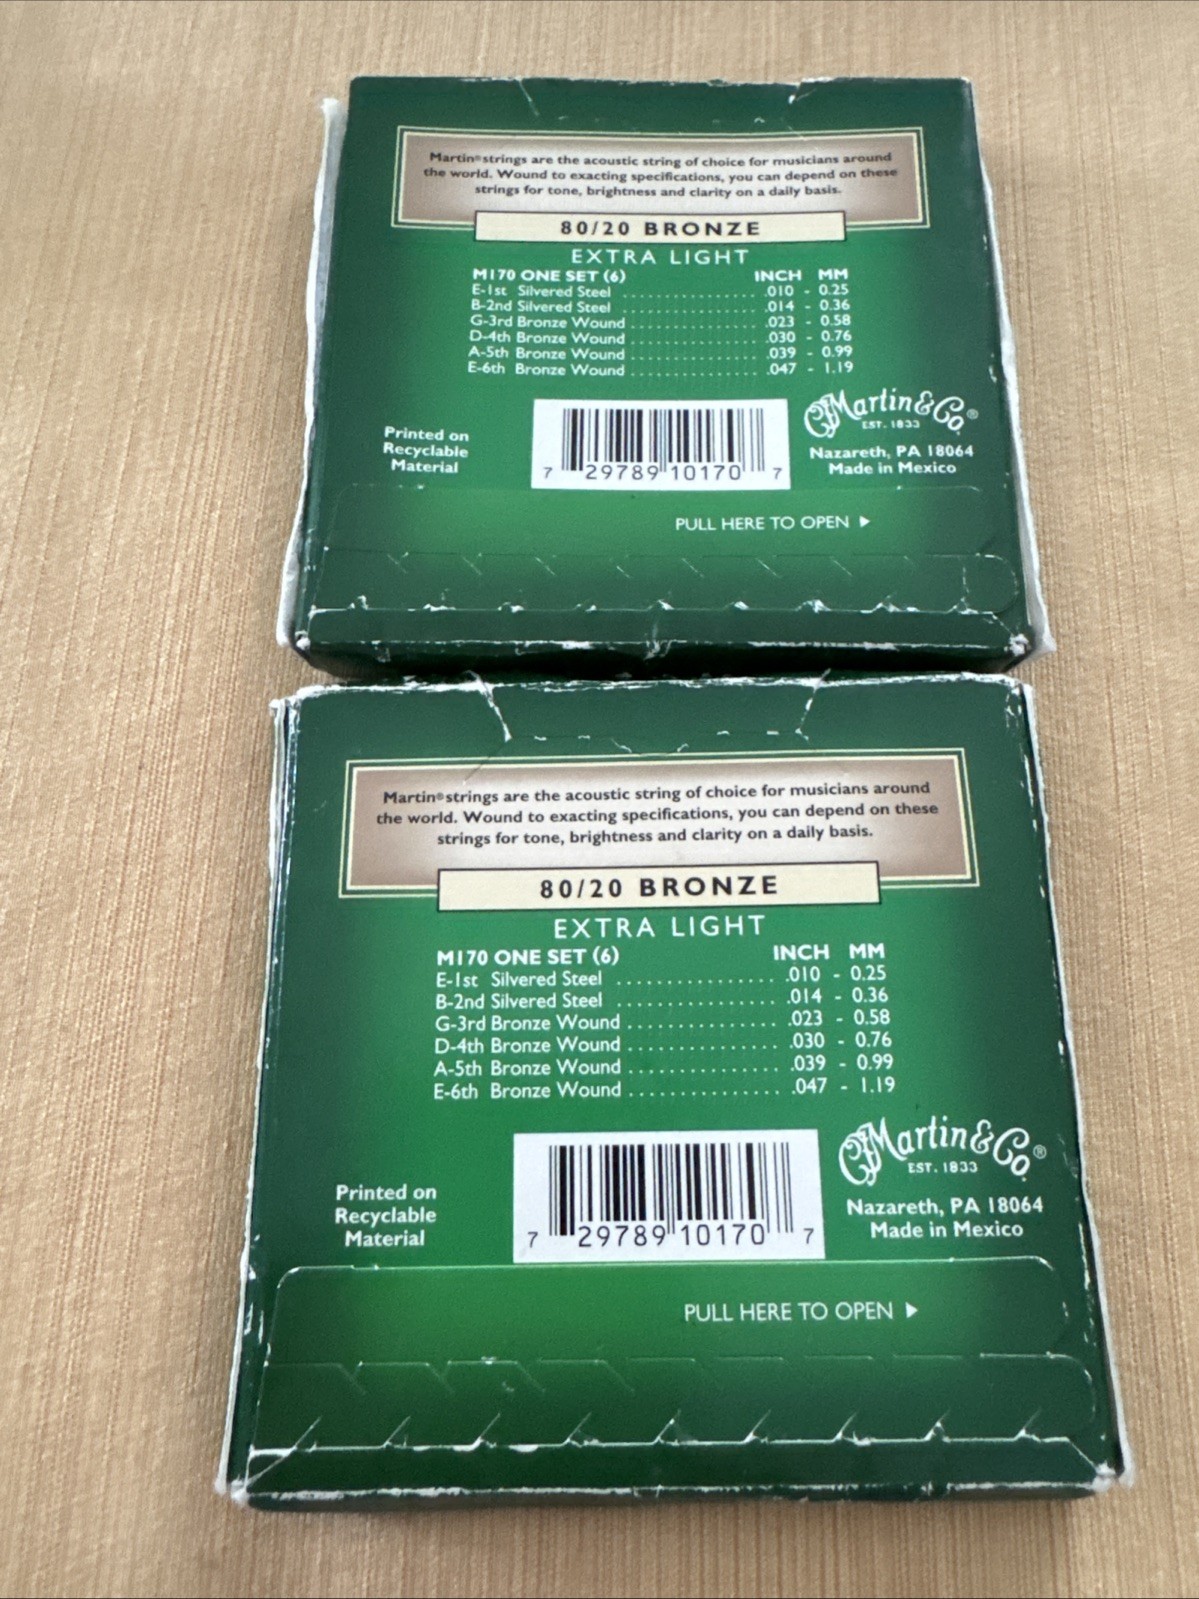 Martin® strings are the acoustic string of choice for musicians around
the world. Wound to exacting specifications, you can depend on these
strings for tone, brightness and clarity on a daily basis.
80/20 BRONZE
EXTRA LIGHT
M170 ONE SET (6) INCH MM
E-1st Silvered Steel ................ .010 - 0.25
B-2nd Silvered Steel ................ .014 - 0.36
G-3rd Bronze Wound ................ .023 - 0.58
D-4th Bronze Wound ................ .030 - 0.76
A-5th Bronze Wound ................ .039 - 0.99
E-6th Bronze Wound ................ .047 - 1.19
Martin & Co.®
EST. 1833
Printed on
Recyclable
Material
Nazareth, PA 18064
Made in Mexico
7 29789 10170 7
PULL HERE TO OPEN ▶
Martin® strings are the acoustic string of choice for musicians around
the world. Wound to exacting specifications, you can depend on these
strings for tone, brightness and clarity on a daily basis.
80/20 BRONZE
EXTRA LIGHT
M170 ONE SET (6) INCH MM
E-1st Silvered Steel ................ .010 - 0.25
B-2nd Silvered Steel ................ .014 - 0.36
G-3rd Bronze Wound ................ .023 - 0.58
D-4th Bronze Wound ................ .030 - 0.76
A-5th Bronze Wound ................ .039 - 0.99
E-6th Bronze Wound ................ .047 - 1.19
CF Martin & Co.®
EST. 1833
Printed on
Recyclable
Material
Nazareth, PA 18064
Made in Mexico
7 29789 10170 7
PULL HERE TO OPEN ▶